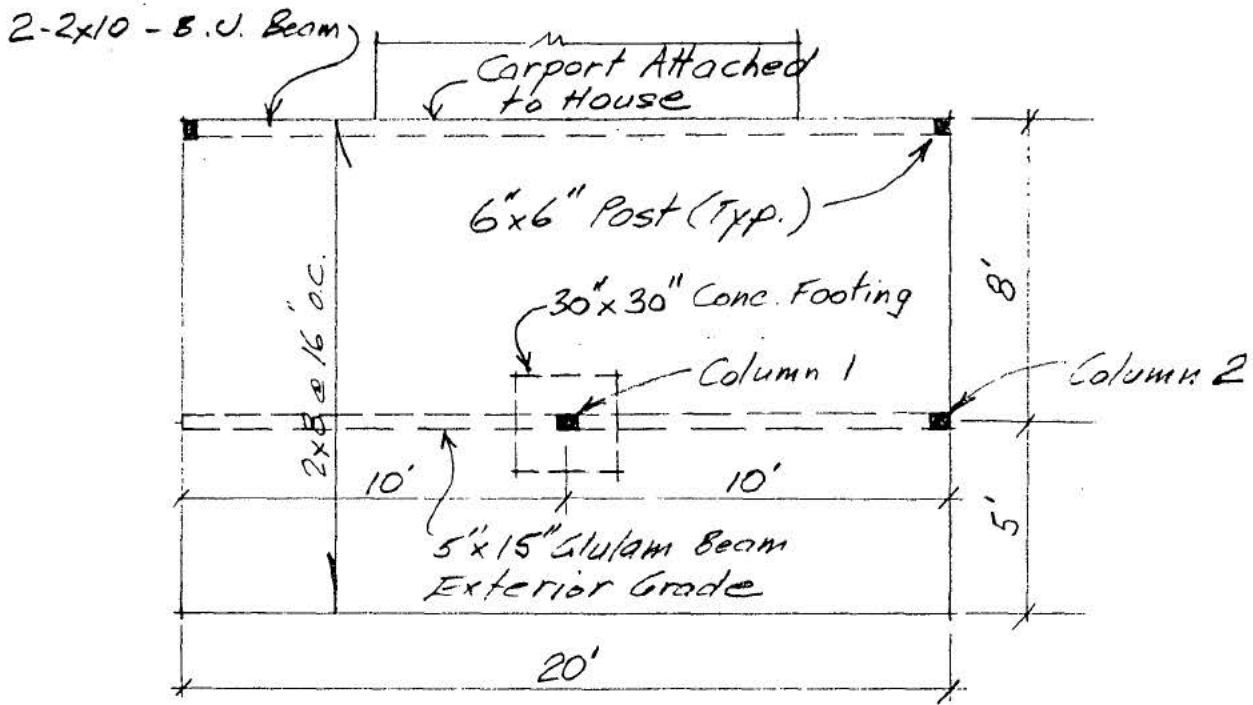 2-2x10 - B.U. Beam
Carport Attached
to House
6"x6" Post (Typ.)
8'
30"x30" Conc. Footing
2x8 @ 16" o.c.
Column 1
Column 2
10'
10'
5'
5"x15" Glulam Beam
Exterior Grade
20'